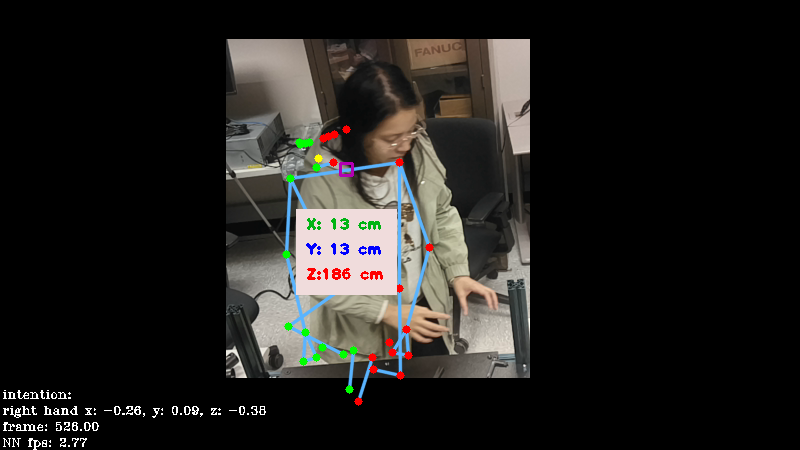 FANUC
X: 13 cm
Y: 13 cm
Z:186 cm
intention:
right hand x: −0.26, y: 0.09, z: −0.38
frame: 526.00
NN fps: 2.77